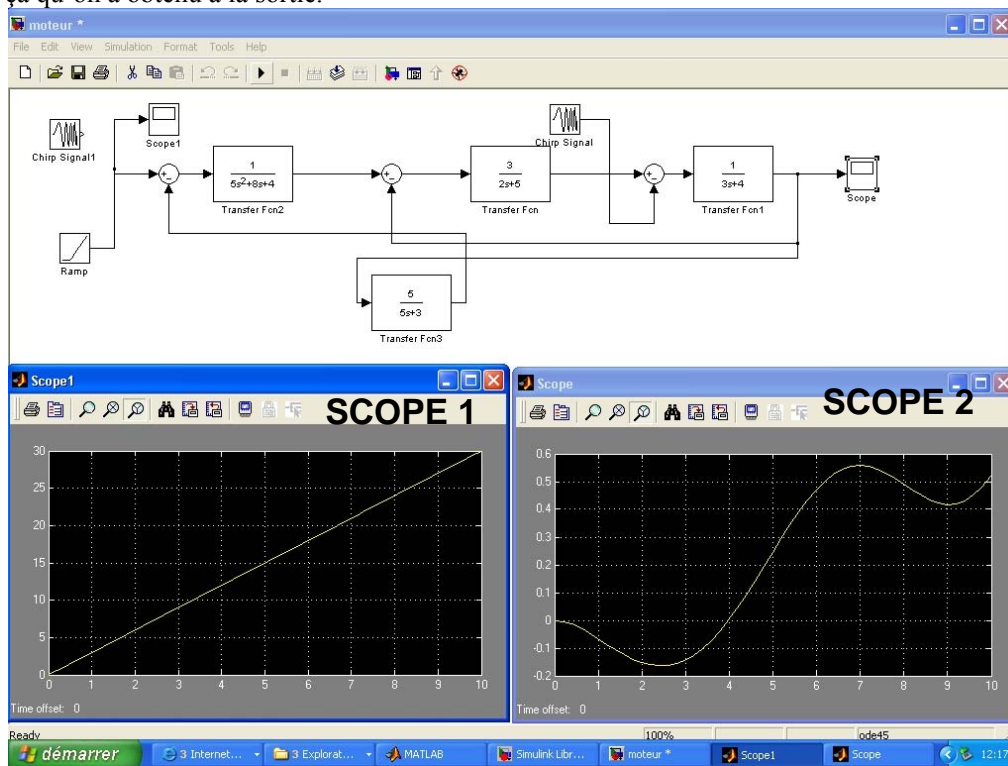 ça qu'on a obtenu à la sortie.
moteur *
File Edit View Simulation Format Tools Help
Chirp Signal1
Scope1
Chirp Signal
1
5s²+8s+4
Transfer Fcn2
3
2s+5
Transfer Fcn
1
3s+4
Transfer Fcn1
Scope
Ramp
5
5s+3
Transfer Fcn3
Scope1
SCOPE 1
30
25
20
15
10
5
0
0 1 2 3 4 5 6 7 8 9 10
Time offset: 0
Scope
SCOPE 2
0.6
0.5
0.4
0.3
0.2
0.1
0
-0.1
-0.2
0 1 2 3 4 5 6 7 8 9 10
Time offset: 0
Ready 100% ode45
démarrer 3 Internet... 3 Explorat... MATLAB Simulink Libr... moteur * Scope1 Scope 12:17